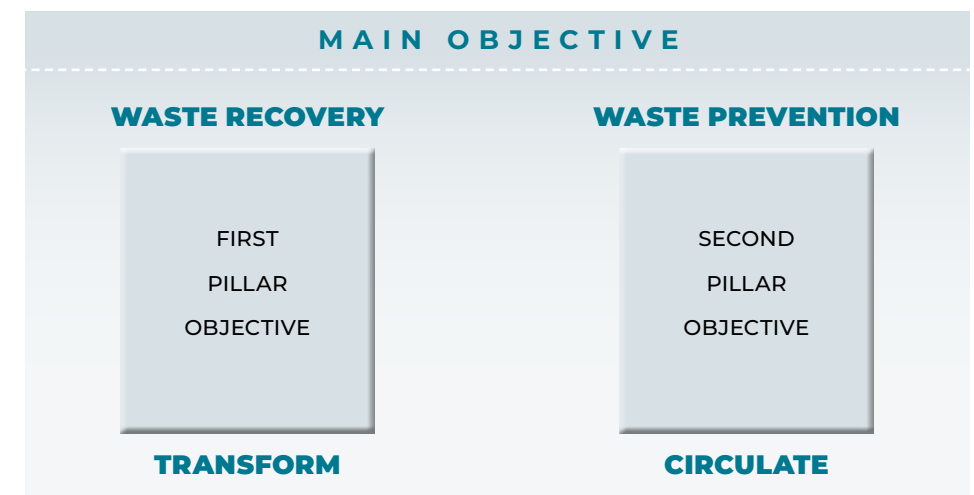 MAIN OBJECTIVE
WASTE RECOVERY
FIRST
PILLAR
OBJECTIVE
TRANSFORM
WASTE PREVENTION
SECOND
PILLAR
OBJECTIVE
CIRCULATE